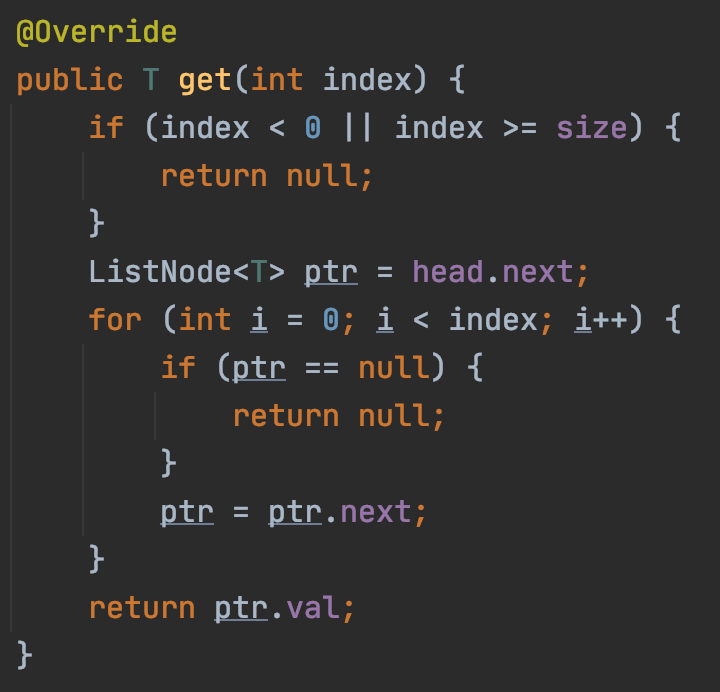 @Override
public T get(int index) {
    if (index < 0 || index >= size) {
        return null;
    }
    ListNode<T> ptr = head.next;
    for (int i = 0; i < index; i++) {
        if (ptr == null) {
            return null;
        }
        ptr = ptr.next;
    }
    return ptr.val;
}